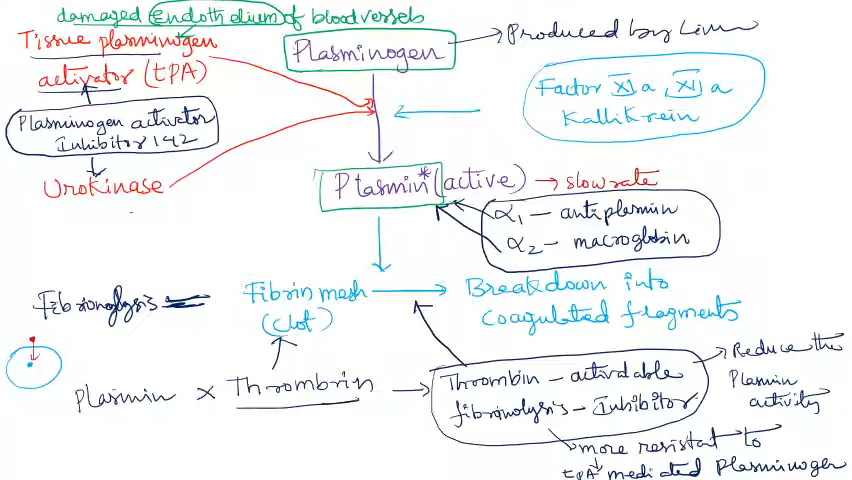 damaged endothelium of blood vessels
Tissue plasminogen
activator (tPA)
Plasminogen
Produced by Liver
Factor XIa, XIIa
Kallikrein
Plasminogen activator
Inhibitor 1 & 2
Urokinase
Plasmin* (active) → slow rate
α1 – antiplasmin
α2 – macroglobin
Fibrinolysis
Fibrin mesh
(clot)
Breakdown into
coagulated fragments
Plasmin × Thrombrin
Thrombin – activatable
fibrinolysis – Inhibitor
Reduce the
Plasmin
activity
more resistat to
tPA mediated plasminogen